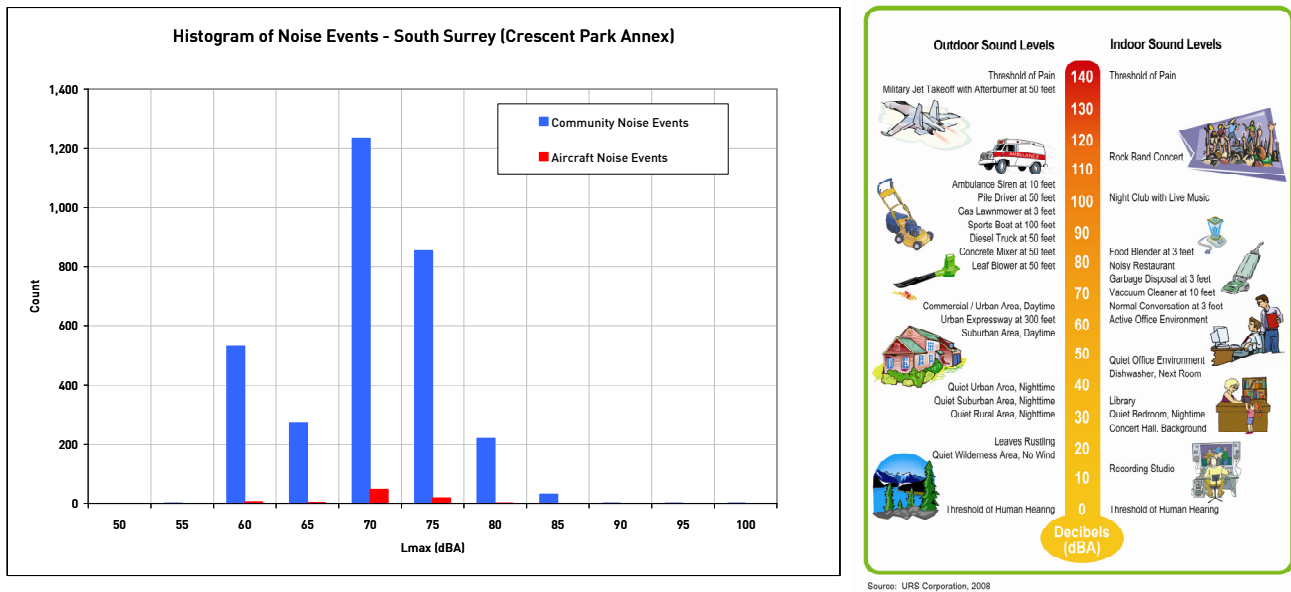 Histogram of Noise Events - South Surrey (Crescent Park Annex)
1,400
1,200
1,000
800
600
400
200
0
Count
50 55 60 65 70 75 80 85 90 95 100
Lmax (dBA)
Community Noise Events
Aircraft Noise Events
Outdoor Sound Levels
Indoor Sound Levels
Threshold of Pain 140 Threshold of Pain
Military Jet Takeoff with Afterburner at 50 feet
130
120
AMBULANCE
Rock Band Concert
110
Ambulance Siren at 10 feet
Pile Driver at 50 feet 100 Night Club with Live Music
Gas Lawnmower at 3 feet
Sports Boat at 100 feet
90
Diesel Truck at 50 feet
Concrete Mixer at 50 feet Food Blender at 3 feet
Leaf Blower at 50 feet 80 Noisy Restaurant
Garbage Disposal at 3 feet
70 Vaccuum Cleaner at 10 feet
Commercial / Urban Area, Daytime Normal Conversation at 3 feet
Urban Expressway at 300 feet 60 Active Office Environment
Suburban Area, Daytime
50
Quiet Office Environment
Dishwasher, Next Room
Quiet Urban Area, Nighttime 40
Quiet Suburban Area, Nighttime Library
Quiet Rural Area, Nighttime 30 Quiet Bedroom, Nightime
Concert Hall, Background
Leaves Rustling
20
Quiet Wilderness Area, No Wind
Recording Studio
10
Threshold of Human Hearing 0 Threshold of Human Hearing
Decibels
(dBA)
Source: URS Corporation, 2008